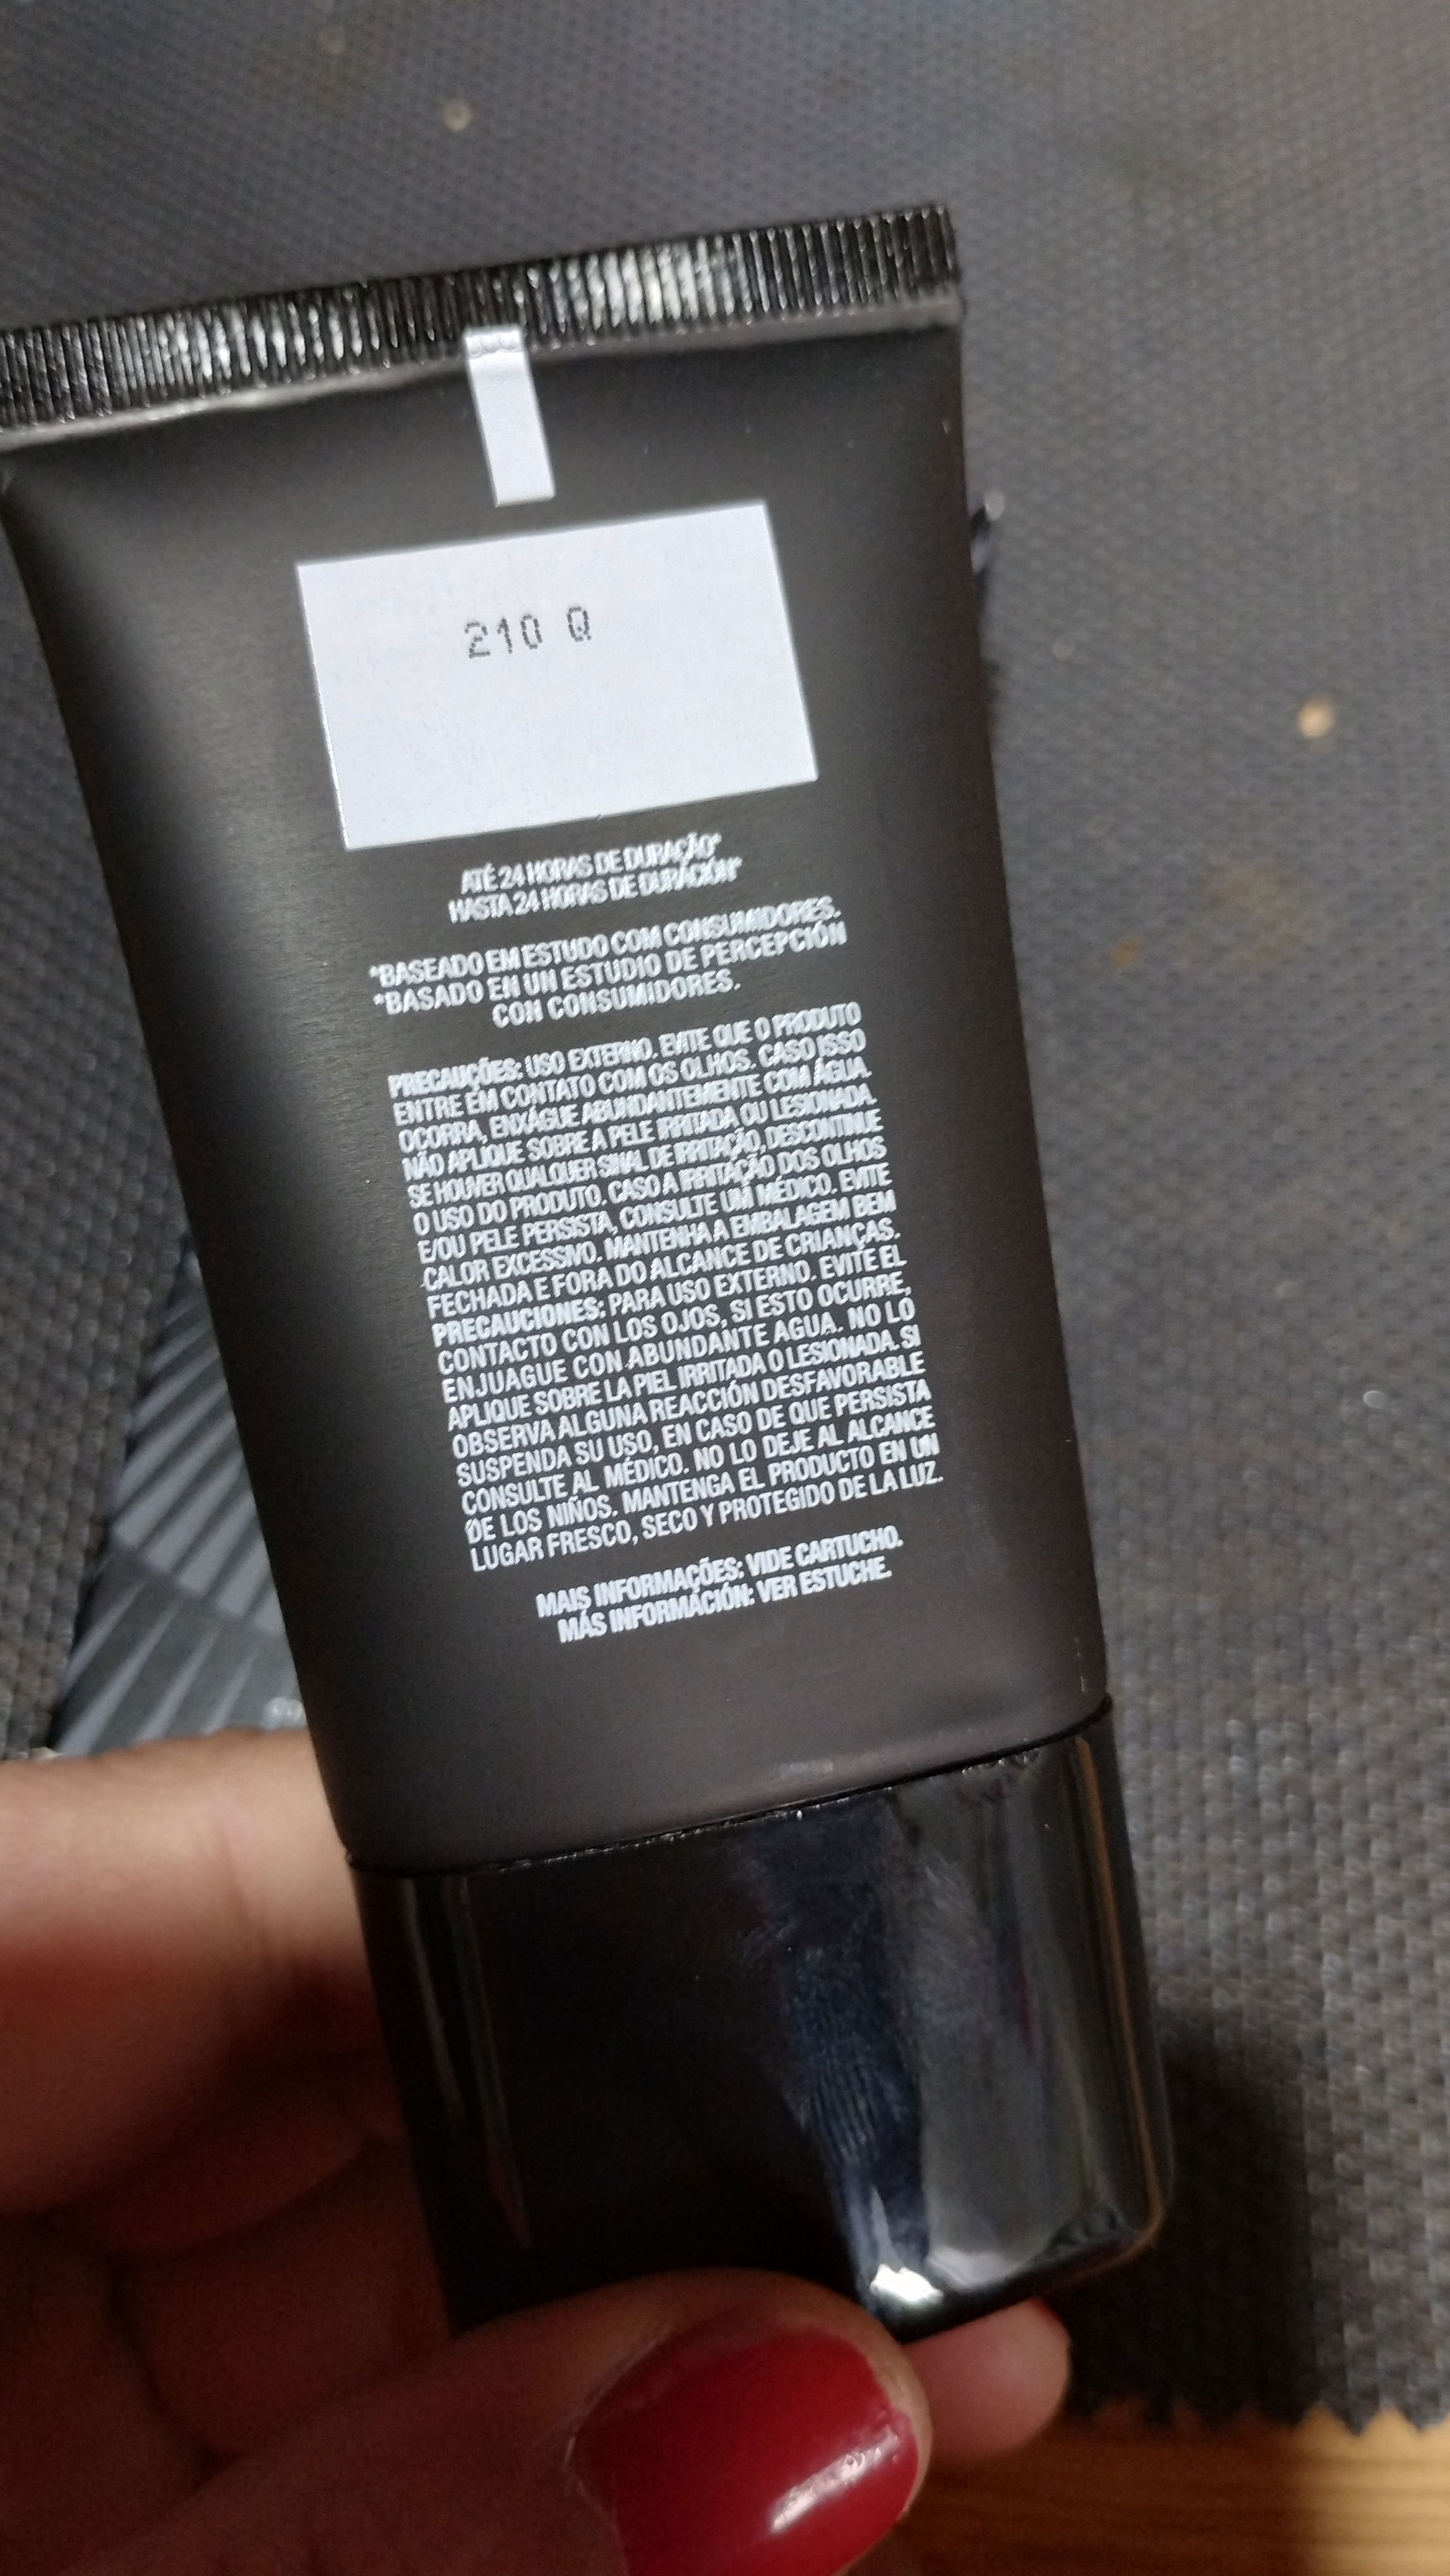 210 Q
ATÉ 24 HORAS DE DURAÇÃO*
HASTA 24 HORAS DE DURACIÓN*
*BASEADO EM ESTUDO COM CONSUMIDORES.
*BASADO EN UN ESTUDIO DE PERCEPCIÓN
CON CONSUMIDORES.
PRECAUÇÕES: USO EXTERNO. EVITE QUE O PRODUTO
ENTRE EM CONTATO COM OS OLHOS. CASO ISSO
OCORRA, ENXÁGUE ABUNDANTEMENTE COM ÁGUA.
NÃO APLIQUE SOBRE A PELE IRRITADA OU LESIONADA.
SE HOUVER QUALQUER SINAL DE IRRITAÇÃO, DESCONTINUE
O USO DO PRODUTO. CASO A IRRITAÇÃO DOS OLHOS
E/OU PELE PERSISTA, CONSULTE UM MÉDICO. EVITE
CALOR EXCESSIVO. MANTENHA A EMBALAGEM BEM
FECHADA E FORA DO ALCANCE DE CRIANÇAS.
PRECAUCIONES: PARA USO EXTERNO. EVITE EL
CONTACTO CON LOS OJOS, SI ESTO OCURRE,
ENJUAGUE CON ABUNDANTE AGUA. NO LO
APLIQUE SOBRE LA PIEL IRRITADA O LESIONADA. SI
OBSERVA ALGUNA REACCIÓN DESFAVORABLE
SUSPENDA SU USO, EN CASO DE QUE PERSISTA
CONSULTE AL MÉDICO. NO LO DEJE AL ALCANCE
DE LOS NIÑOS. MANTENGA EL PRODUCTO EN UN
LUGAR FRESCO, SECO Y PROTEGIDO DE LA LUZ.
MAIS INFORMAÇÕES: VIDE CARTUCHO.
MÁS INFORMACIÓN: VER ESTUCHE.